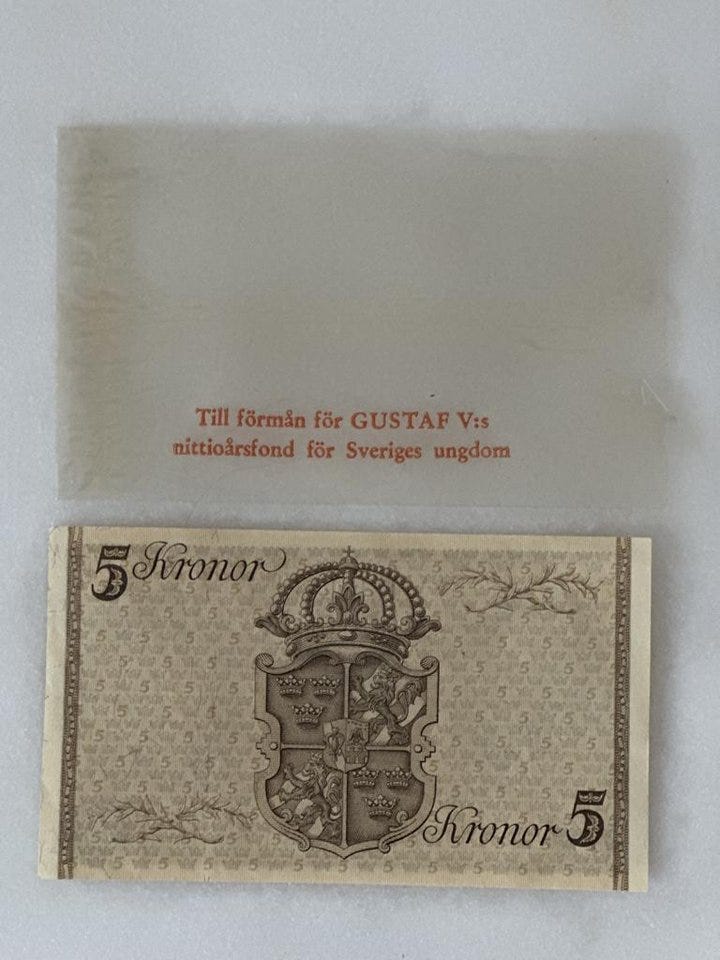 Till förmån för GUSTAF V:s
nittioårsfond för Sveriges ungdom
5 Kronor
Kronor 5